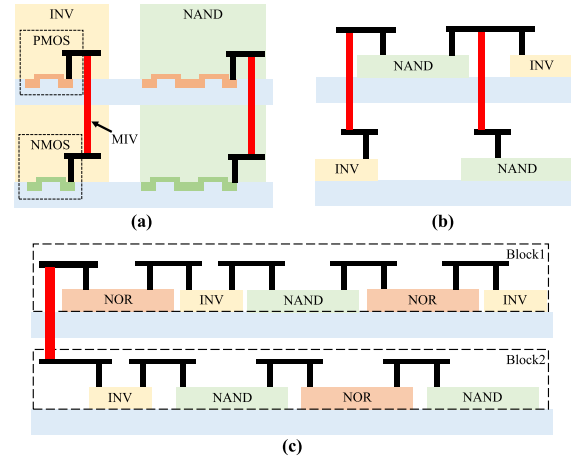 INV NAND
PMOS
MIV
NMOS
(a)
NAND INV
INV NAND
(b)
Block1
NOR INV NAND NOR INV
Block2
INV NAND NOR NAND
(c)